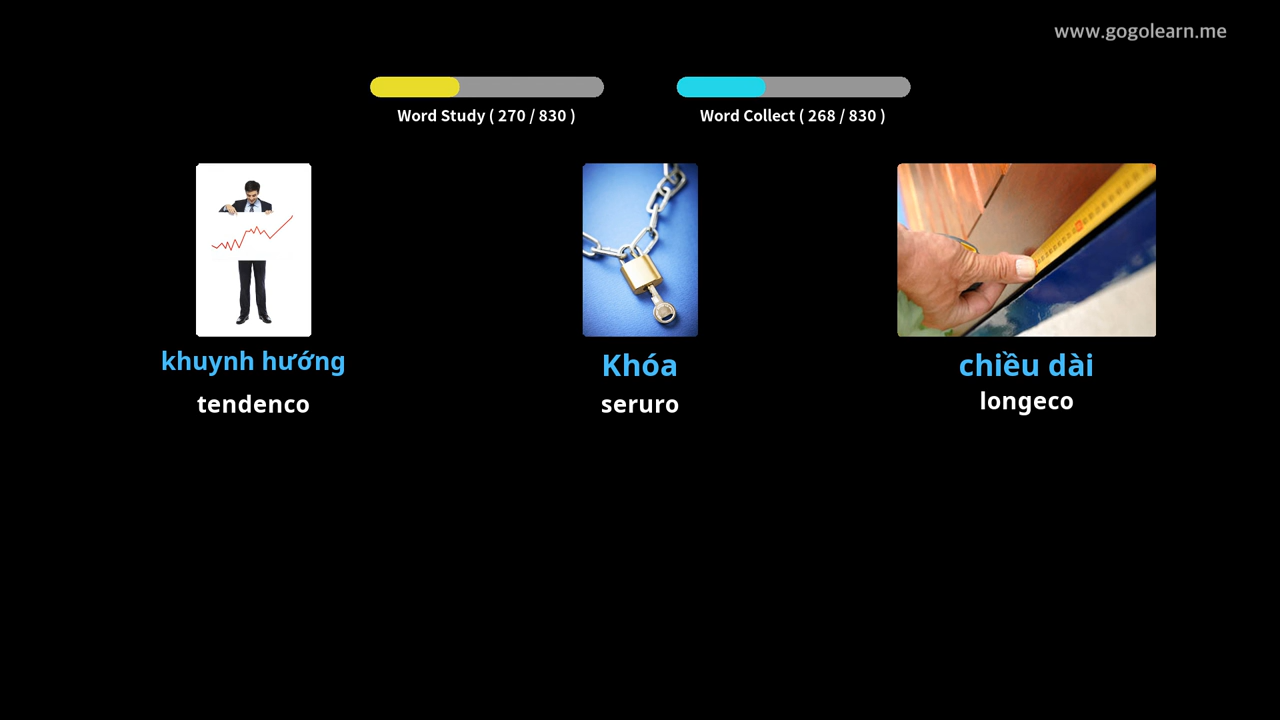 www.gogolearn.me
Word Study ( 270 / 830 )
Word Collect ( 268 / 830 )
khuynh hướng
Khóa
chiều dài
tendenco
seruro
longeco